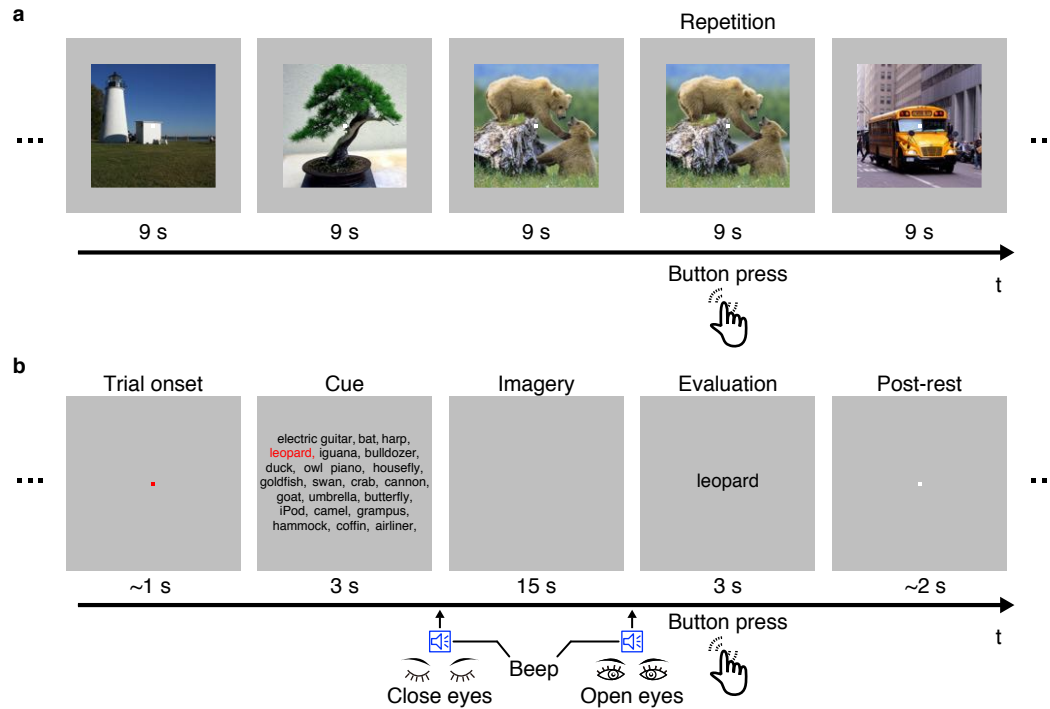 a
Repetition
9 s 9 s 9 s 9 s 9 s
Button press
t
b
Trial onset Cue Imagery Evaluation Post-rest
electric guitar, bat, harp,
leopard, iguana, bulldozer,
duck, owl piano, housefly,
goldfish, swan, crab, cannon,
goat, umbrella, butterfly,
iPod, camel, grampus,
hammock, coffin, airliner,
leopard
~1 s 3 s 15 s 3 s ~2 s
Button press
t
Beep
Close eyes Open eyes